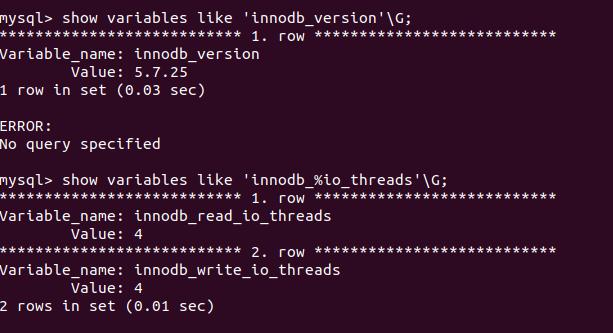 mysql> show variables like 'innodb_version'\G;
*************************** 1. row ***************************
Variable_name: innodb_version
        Value: 5.7.25
1 row in set (0.03 sec)

ERROR:
No query specified

mysql> show variables like 'innodb_%io_threads'\G;
*************************** 1. row ***************************
Variable_name: innodb_read_io_threads
        Value: 4
*************************** 2. row ***************************
Variable_name: innodb_write_io_threads
        Value: 4
2 rows in set (0.01 sec)